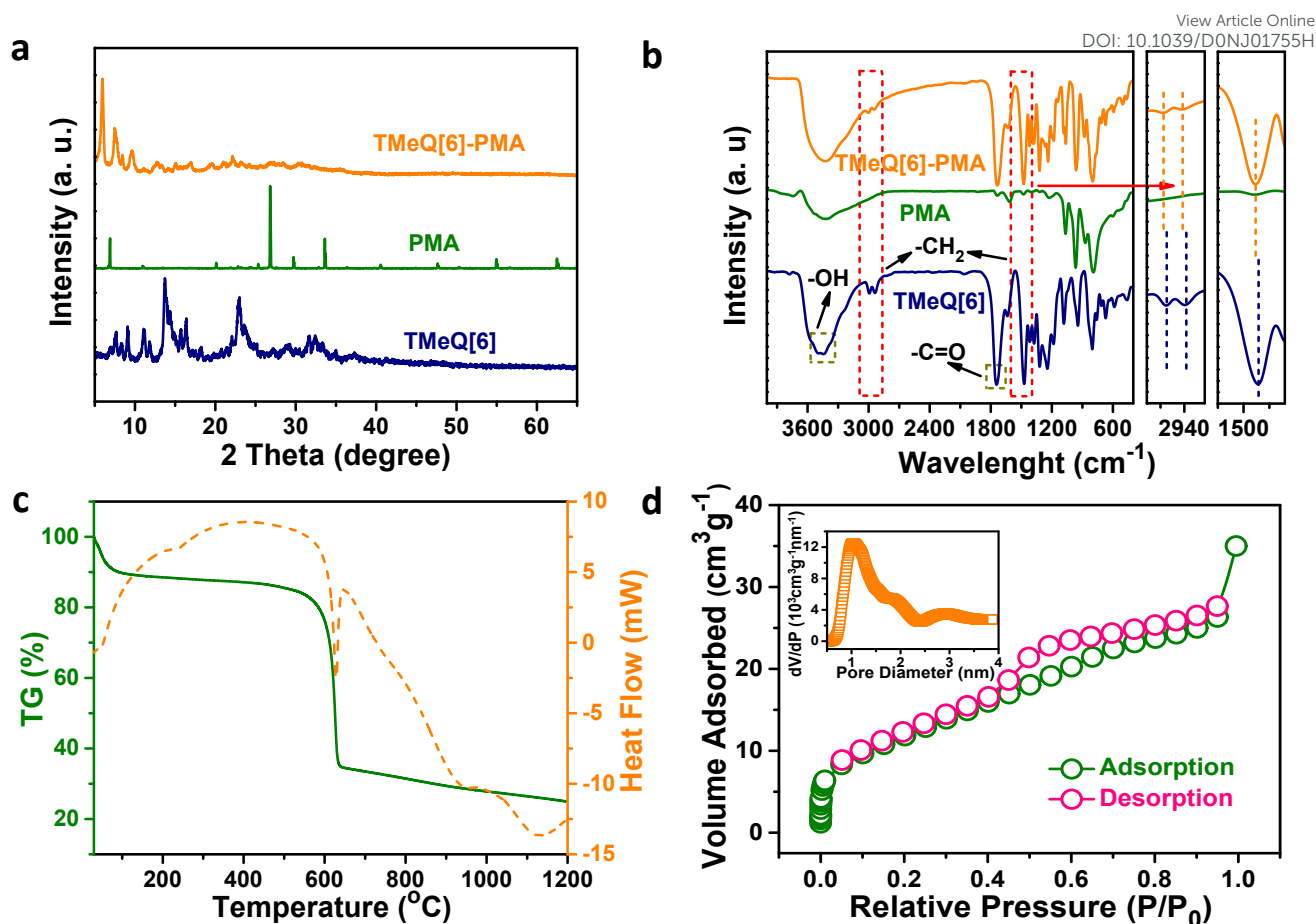 View Article Online
DOI: 10.1039/D0NJ01755H
a
Intensity (a. u.)
TMeQ[6]-PMA
PMA
TMeQ[6]
10 20 30 40 50 60
2 Theta (degree)
b
Intensity (a. u)
TMeQ[6]-PMA
PMA
-CH2
-OH
TMeQ[6]
-C=O
3600 3000 2400 1800 1200 600 2940 1500
Wavelenght (cm-1)
c
TG (%)
100
80
60
40
20
10
5
0
-5
-10
-15
Heat Flow (mW)
200 400 600 800 1000 1200
Temperature (oC)
d
Volume Adsorbed (cm3g-1)
40
30
20
10
0
dV/dP (103cm3g-1nm-1)
12
8
4
0
1 2 3 4
Pore Diameter (nm)
Adsorption
Desorption
0.0 0.2 0.4 0.6 0.8 1.0
Relative Pressure (P/P0)